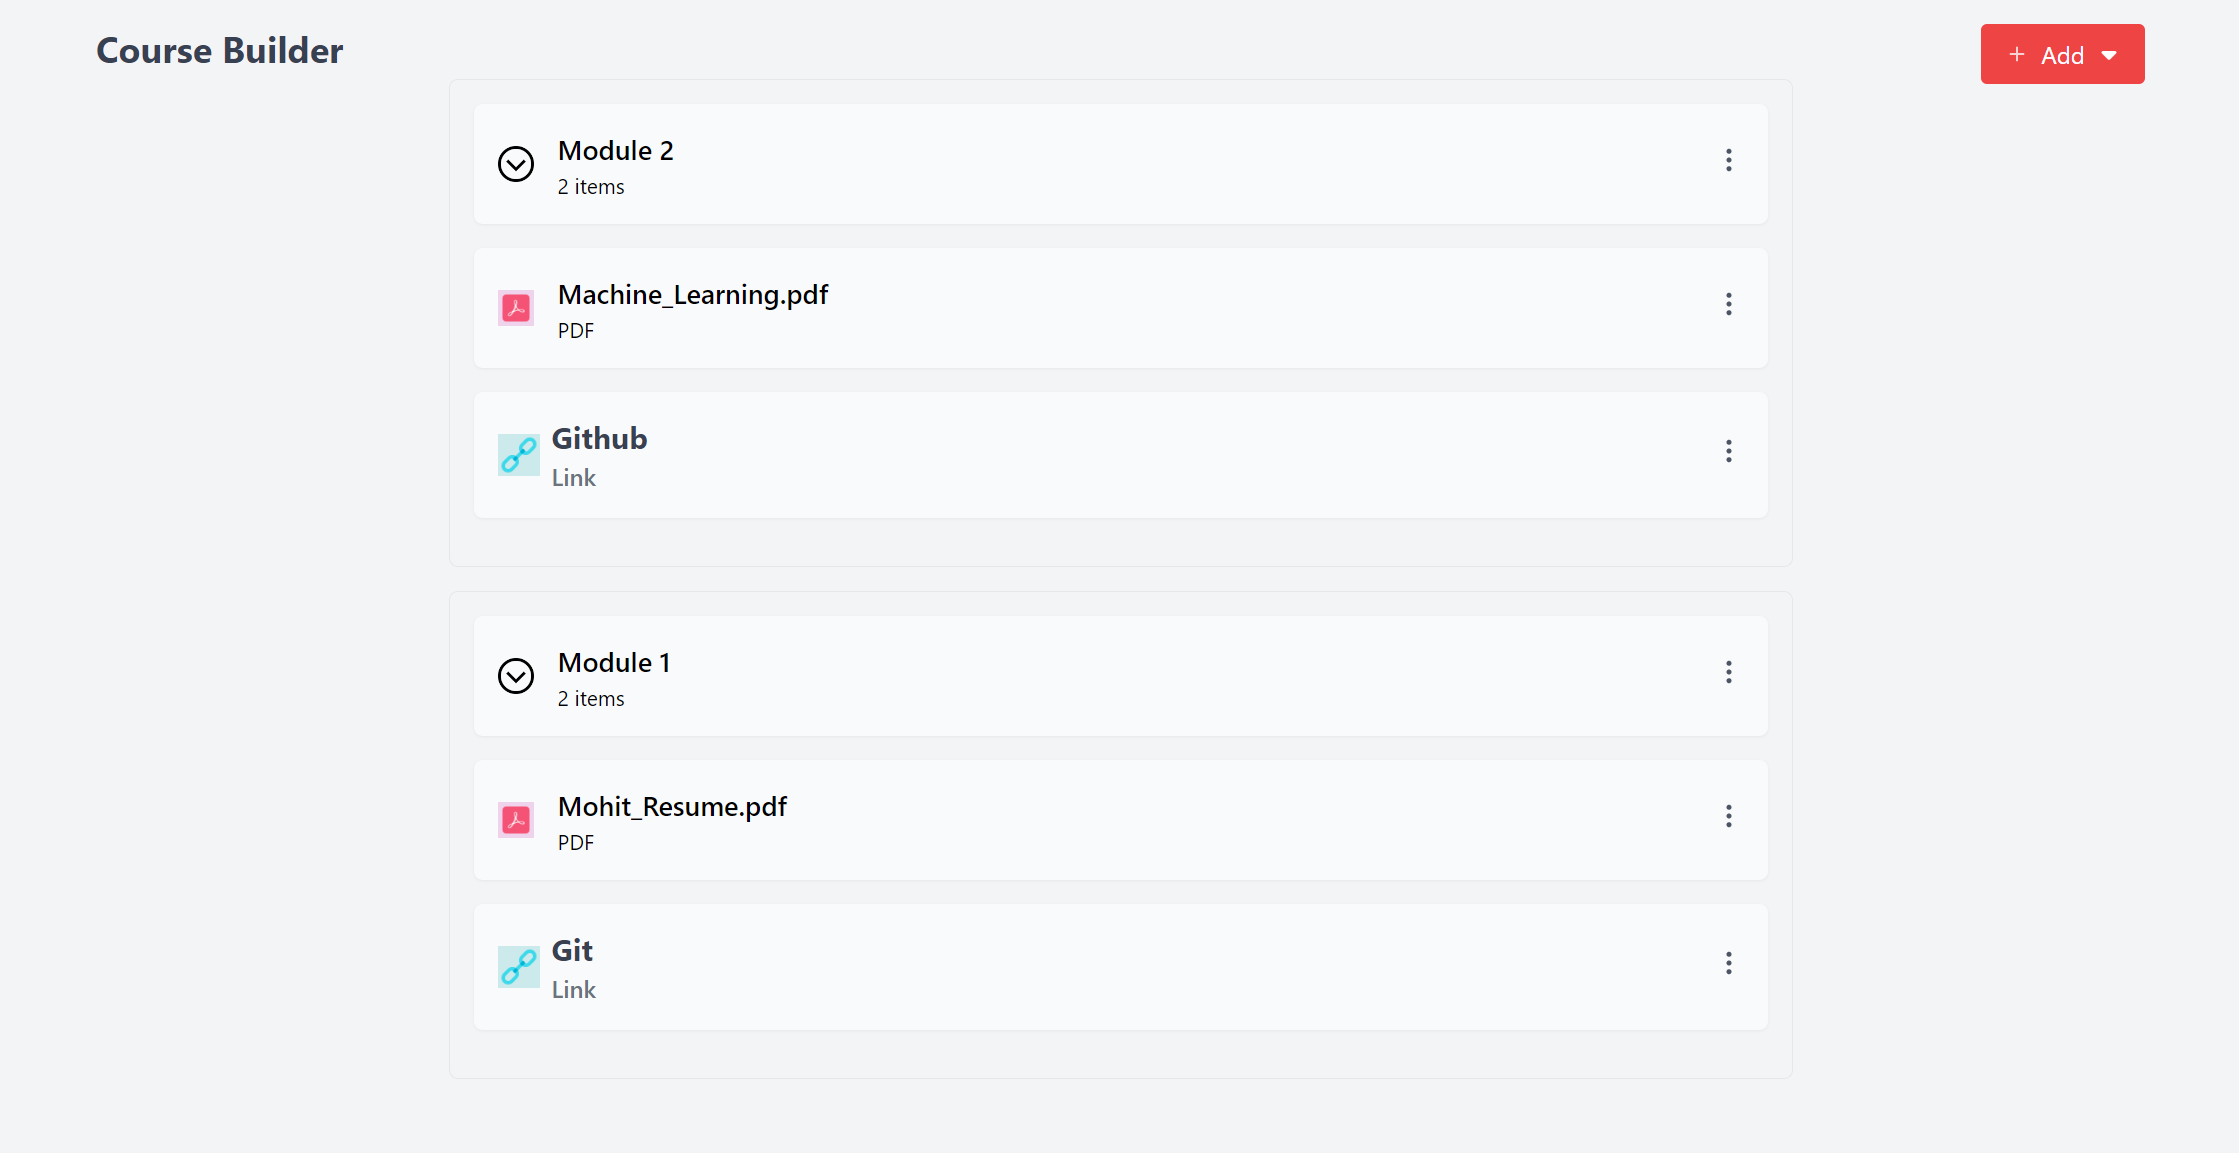 Course Builder
+ Add
Module 2
2 items
Machine_Learning.pdf
PDF
Github
Link
Module 1
2 items
Mohit_Resume.pdf
PDF
Git
Link